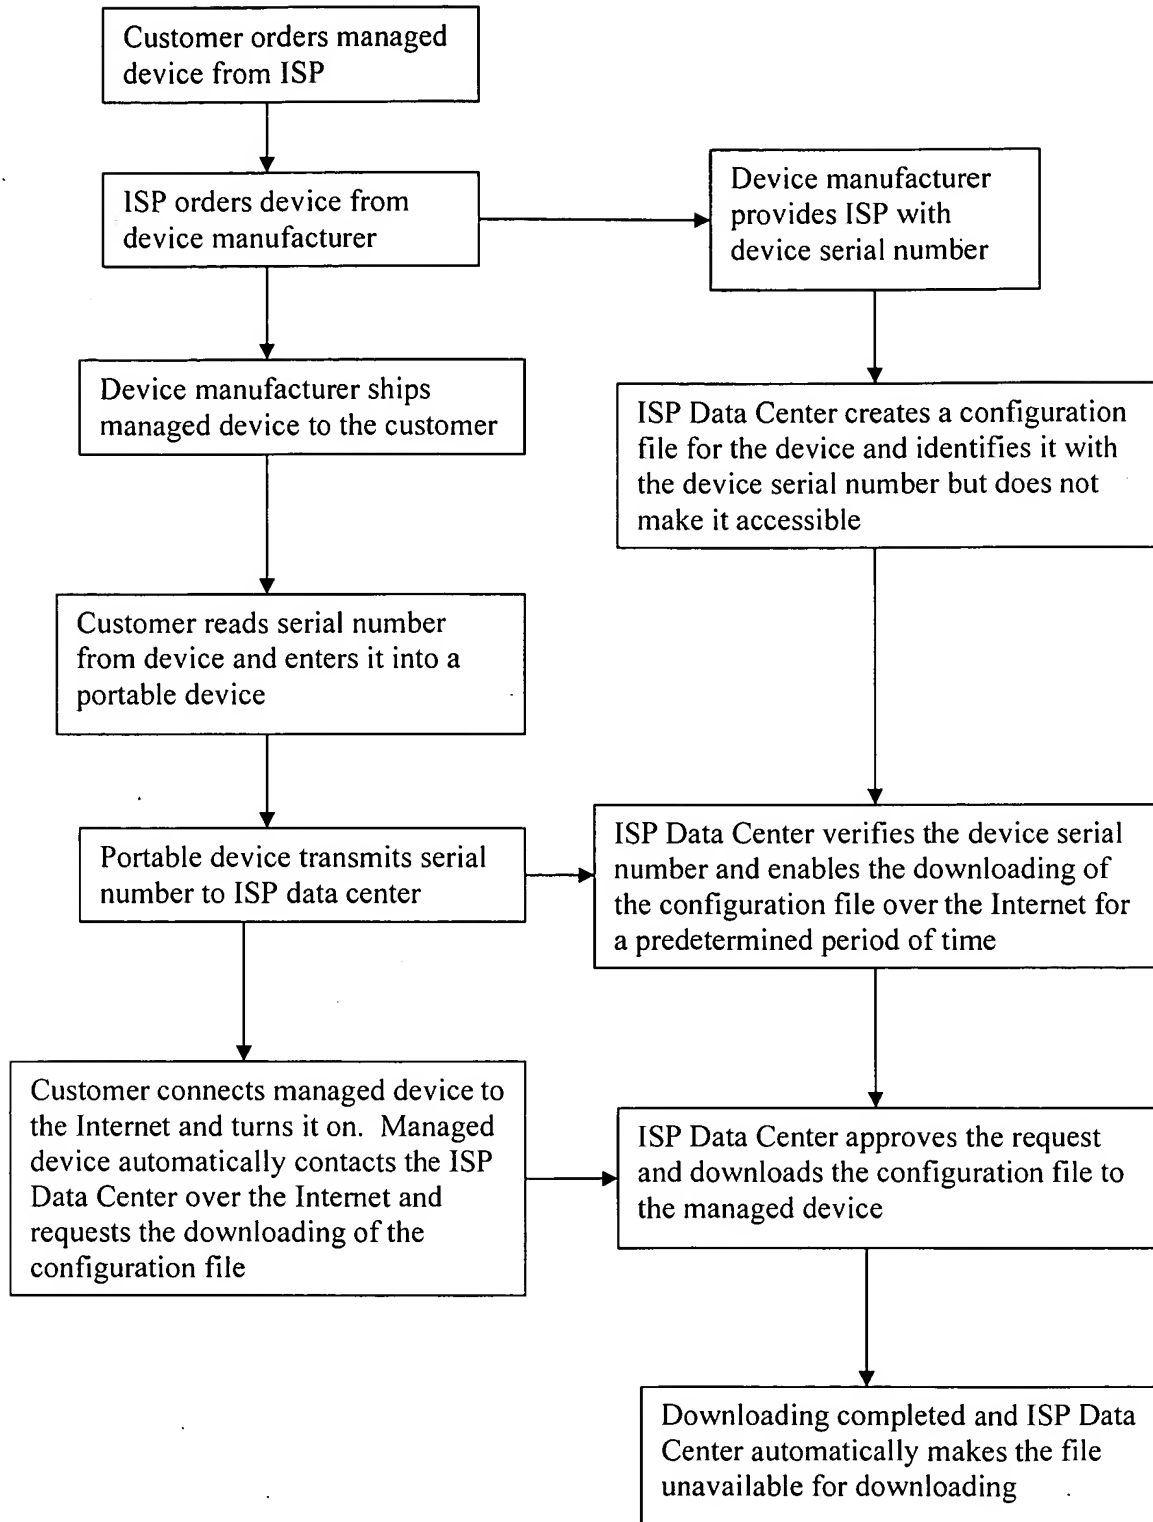 Customer orders managed
device from ISP
ISP orders device from
device manufacturer
Device manufacturer
provides ISP with
device serial number
Device manufacturer ships
managed device to the customer
ISP Data Center creates a configuration
file for the device and identifies it with
the device serial number but does not
make it accessible
Customer reads serial number
from device and enters it into a
portable device
Portable device transmits serial
number to ISP data center
ISP Data Center verifies the device serial
number and enables the downloading of
the configuration file over the Internet for
a predetermined period of time
Customer connects managed device to
the Internet and turns it on.  Managed
device automatically contacts the ISP
Data Center over the Internet and
requests the downloading of the
configuration file
ISP Data Center approves the request
and downloads the configuration file to
the managed device
Downloading completed and ISP Data
Center automatically makes the file
unavailable for downloading